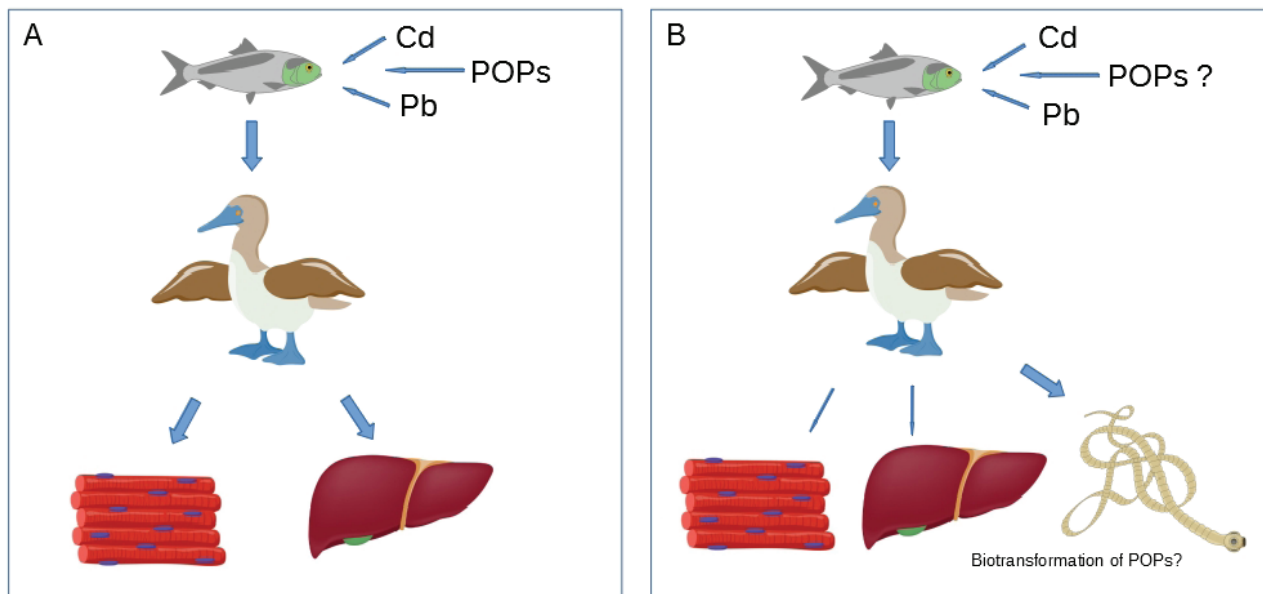 A
Cd
POPs
Pb
B
Cd
POPs ?
Pb
Biotransformation of POPs?